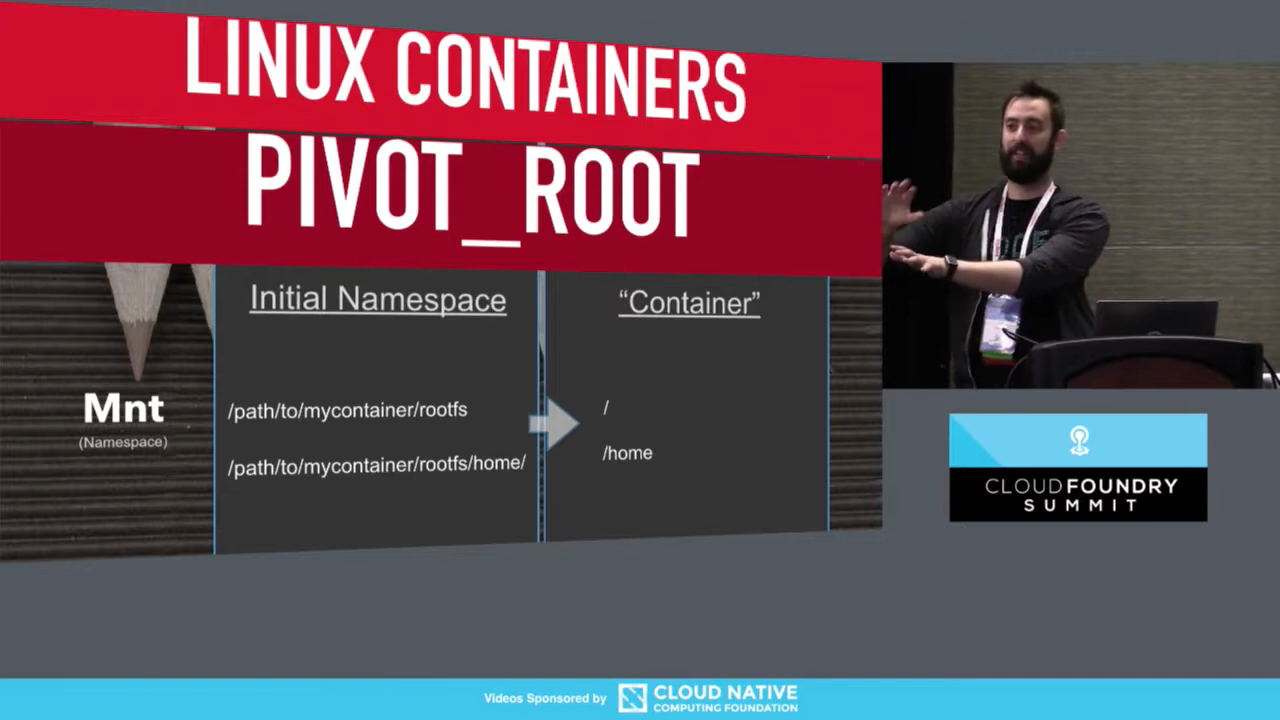 LINUX CONTAINERS
PIVOT_ROOT
Initial Namespace
“Container”
Mnt
(Namespace)
/path/to/mycontainer/rootfs
/
/path/to/mycontainer/rootfs/home/
/home
CLOUD FOUNDRY
SUMMIT
Videos Sponsored by
CLOUD NATIVE
COMPUTING FOUNDATION